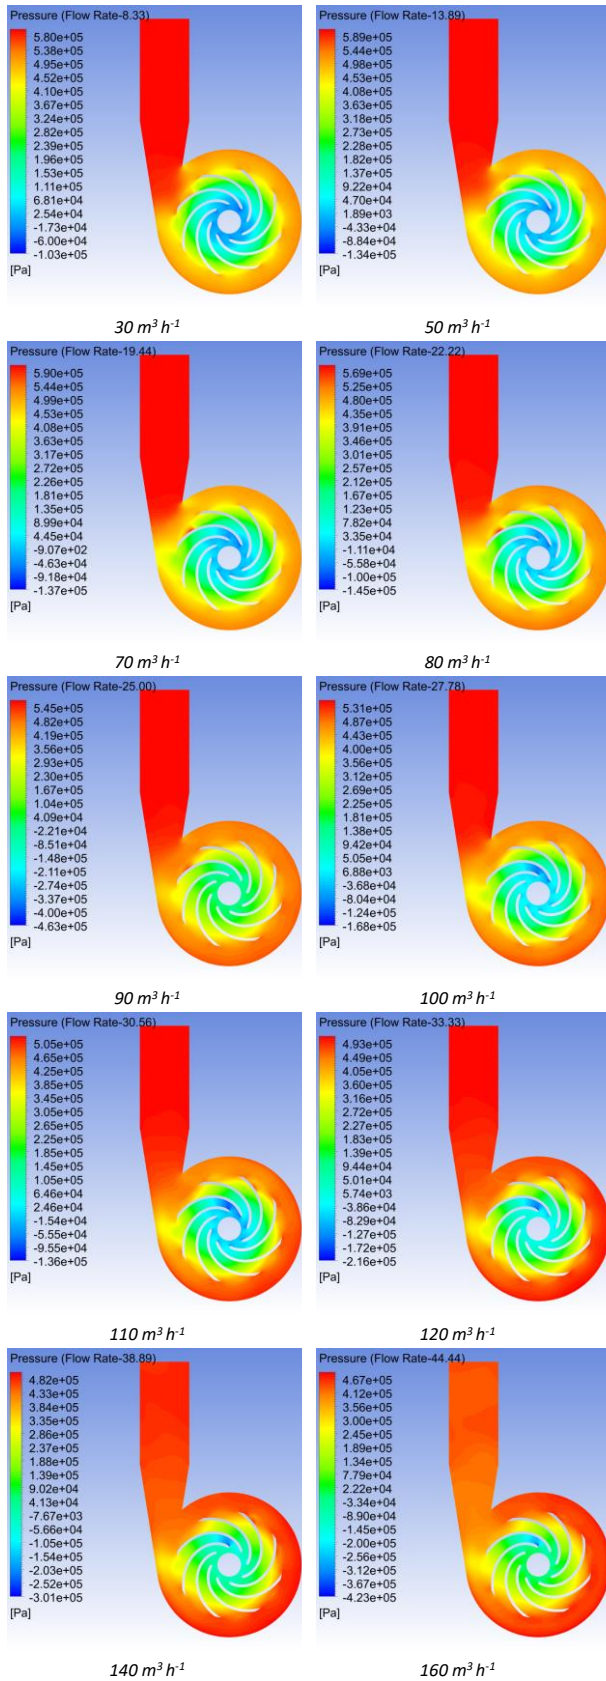 Pressure (Flow Rate-8.33)
5.80e+05
5.38e+05
4.95e+05
4.52e+05
4.10e+05
3.67e+05
3.24e+05
2.82e+05
2.39e+05
1.96e+05
1.53e+05
1.11e+05
6.81e+04
2.54e+04
-1.73e+04
-6.00e+04
-1.03e+05
[Pa]
30 m³ h⁻¹
Pressure (Flow Rate-13.89)
5.89e+05
5.44e+05
4.98e+05
4.53e+05
4.08e+05
3.63e+05
3.18e+05
2.73e+05
2.28e+05
1.82e+05
1.37e+05
9.22e+04
4.70e+04
1.89e+03
-4.33e+04
-8.84e+04
-1.34e+05
[Pa]
50 m³ h⁻¹
Pressure (Flow Rate-19.44)
5.90e+05
5.44e+05
4.99e+05
4.53e+05
4.08e+05
3.63e+05
3.17e+05
2.72e+05
2.26e+05
1.81e+05
1.35e+05
8.99e+04
4.45e+04
-9.07e+02
-4.63e+04
-9.18e+04
-1.37e+05
[Pa]
70 m³ h⁻¹
Pressure (Flow Rate-22.22)
5.69e+05
5.25e+05
4.80e+05
4.35e+05
3.91e+05
3.46e+05
3.01e+05
2.57e+05
2.12e+05
1.67e+05
1.23e+05
7.82e+04
3.35e+04
-1.11e+04
-5.58e+04
-1.00e+05
-1.45e+05
[Pa]
80 m³ h⁻¹
Pressure (Flow Rate-25.00)
5.45e+05
4.82e+05
4.19e+05
3.56e+05
2.93e+05
2.30e+05
1.67e+05
1.04e+05
4.09e+04
-2.21e+04
-8.51e+04
-1.48e+05
-2.11e+05
-2.74e+05
-3.37e+05
-4.00e+05
-4.63e+05
[Pa]
90 m³ h⁻¹
Pressure (Flow Rate-27.78)
5.31e+05
4.87e+05
4.43e+05
4.00e+05
3.56e+05
3.12e+05
2.69e+05
2.25e+05
1.81e+05
1.38e+05
9.42e+04
5.05e+04
6.88e+03
-3.68e+04
-8.04e+04
-1.24e+05
-1.68e+05
[Pa]
100 m³ h⁻¹
Pressure (Flow Rate-30.56)
5.05e+05
4.65e+05
4.25e+05
3.85e+05
3.45e+05
3.05e+05
2.65e+05
2.25e+05
1.85e+05
1.45e+05
1.05e+05
6.46e+04
2.46e+04
-1.54e+04
-5.55e+04
-9.55e+04
-1.36e+05
[Pa]
110 m³ h⁻¹
Pressure (Flow Rate-33.33)
4.93e+05
4.49e+05
4.05e+05
3.60e+05
3.16e+05
2.72e+05
2.27e+05
1.83e+05
1.39e+05
9.44e+04
5.01e+04
5.74e+03
-3.86e+04
-8.29e+04
-1.27e+05
-1.72e+05
-2.16e+05
[Pa]
120 m³ h⁻¹
Pressure (Flow Rate-38.89)
4.82e+05
4.33e+05
3.84e+05
3.35e+05
2.86e+05
2.37e+05
1.88e+05
1.39e+05
9.02e+04
4.13e+04
-7.67e+03
-5.66e+04
-1.05e+05
-1.54e+05
-2.03e+05
-2.52e+05
-3.01e+05
[Pa]
140 m³ h⁻¹
Pressure (Flow Rate-44.44)
4.67e+05
4.12e+05
3.56e+05
3.00e+05
2.45e+05
1.89e+05
1.34e+05
7.79e+04
2.22e+04
-3.34e+04
-8.90e+04
-1.45e+05
-2.00e+05
-2.56e+05
-3.12e+05
-3.67e+05
-4.23e+05
[Pa]
160 m³ h⁻¹